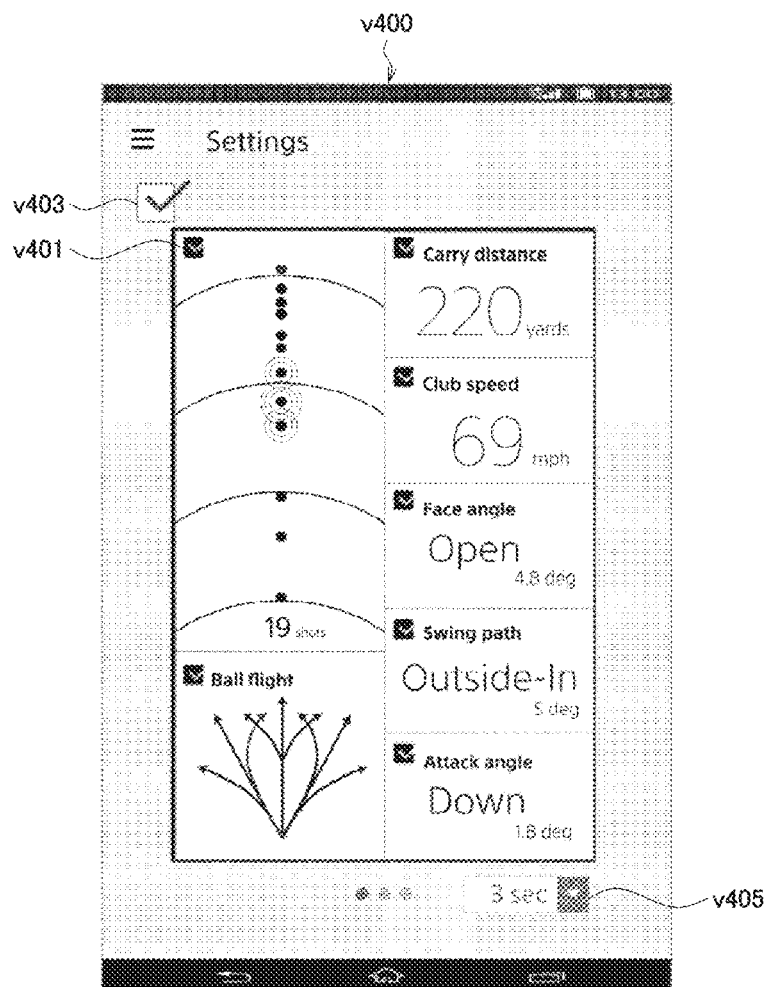 v400
Settings
v403
v401
Carry distance
220 yards
Club speed
69 mph
Face angle
Open
4.8 deg
19 shots
Swing path
Outside-In
5 deg
Ball flight
Attack angle
Down
1.8 deg
3 sec
v405